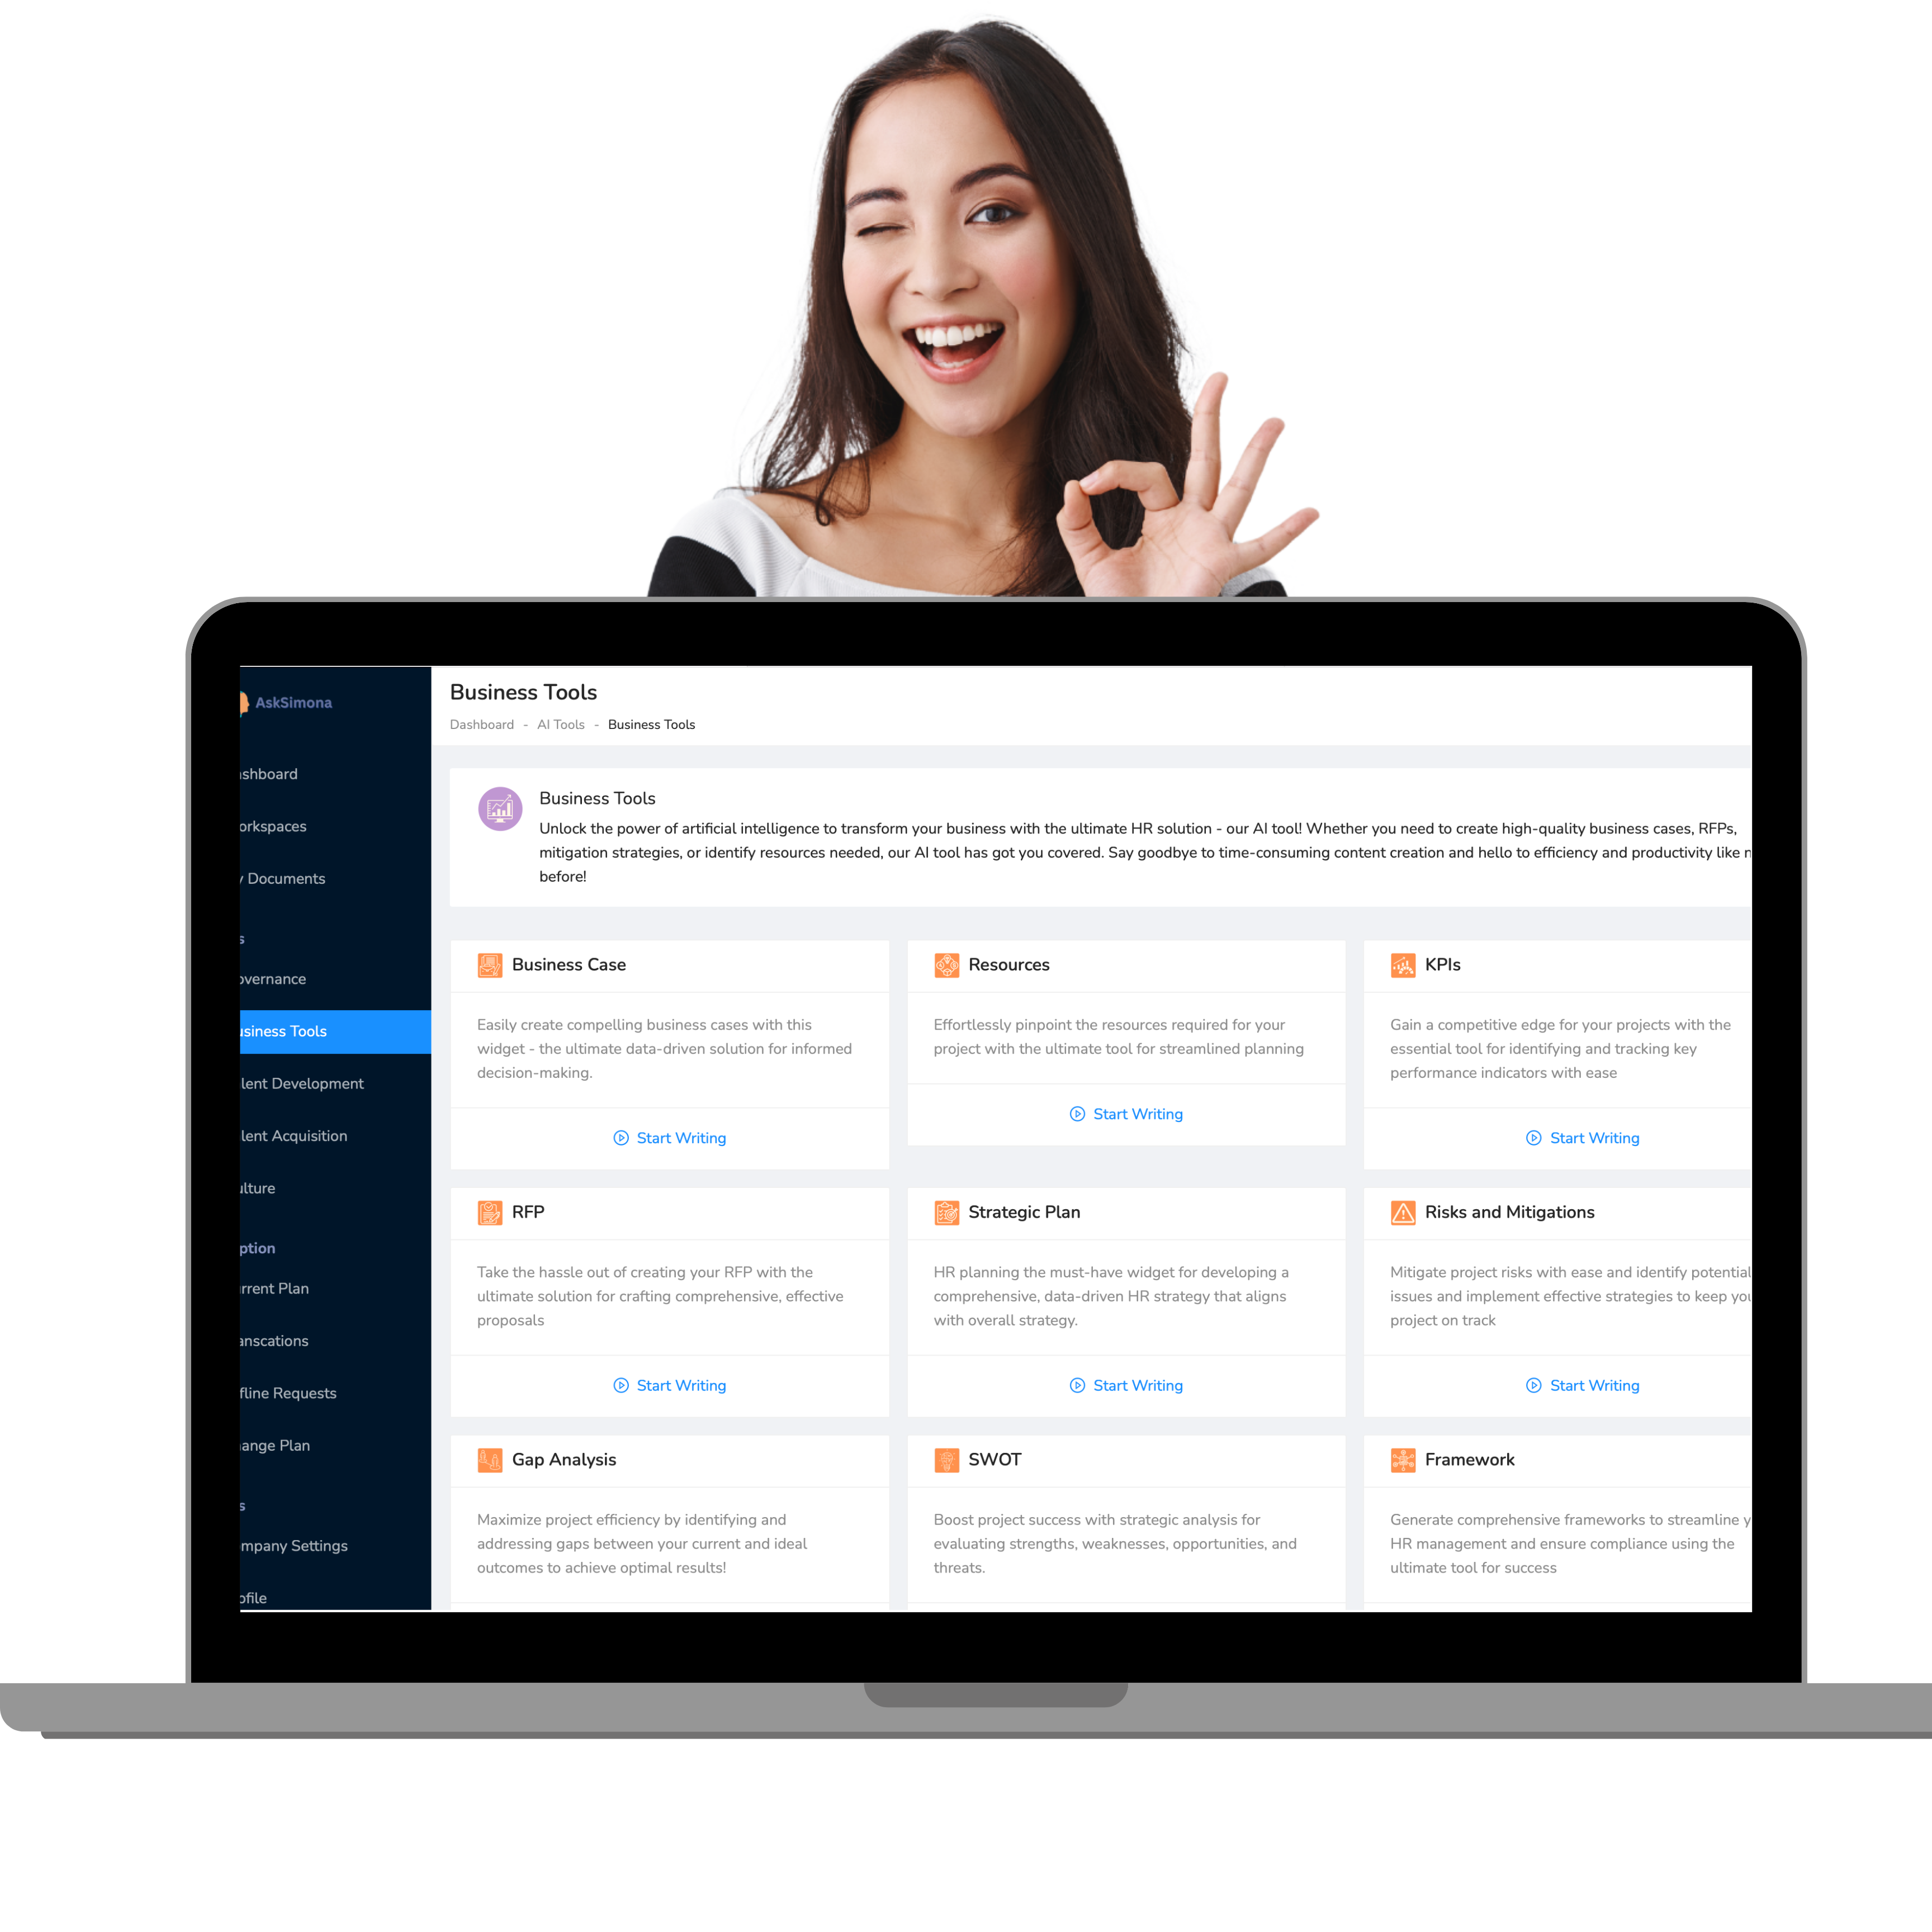 AskSimona
shboard
orkspaces
Documents
s
overnance
usiness Tools
lent Development
lent Acquisition
ulture
ption
rrent Plan
anscations
fline Requests
ange Plan
s
mpany Settings
ofile
Business Tools
Dashboard - AI Tools - Business Tools
Business Tools
Unlock the power of artificial intelligence to transform your business with the ultimate HR solution - our AI tool! Whether you need to create high-quality business cases, RFPs,
mitigation strategies, or identify resources needed, our AI tool has got you covered. Say goodbye to time-consuming content creation and hello to efficiency and productivity like n
before!
Business Case
Easily create compelling business cases with this
widget - the ultimate data-driven solution for informed
decision-making.
Start Writing
Resources
Effortlessly pinpoint the resources required for your
project with the ultimate tool for streamlined planning
Start Writing
KPIs
Gain a competitive edge for your projects with the
essential tool for identifying and tracking key
performance indicators with ease
Start Writing
RFP
Take the hassle out of creating your RFP with the
ultimate solution for crafting comprehensive, effective
proposals
Start Writing
Strategic Plan
HR planning the must-have widget for developing a
comprehensive, data-driven HR strategy that aligns
with overall strategy.
Start Writing
Risks and Mitigations
Mitigate project risks with ease and identify potential
issues and implement effective strategies to keep you
project on track
Start Writing
Gap Analysis
Maximize project efficiency by identifying and
addressing gaps between your current and ideal
outcomes to achieve optimal results!
SWOT
Boost project success with strategic analysis for
evaluating strengths, weaknesses, opportunities, and
threats.
Framework
Generate comprehensive frameworks to streamline y
HR management and ensure compliance using the
ultimate tool for success